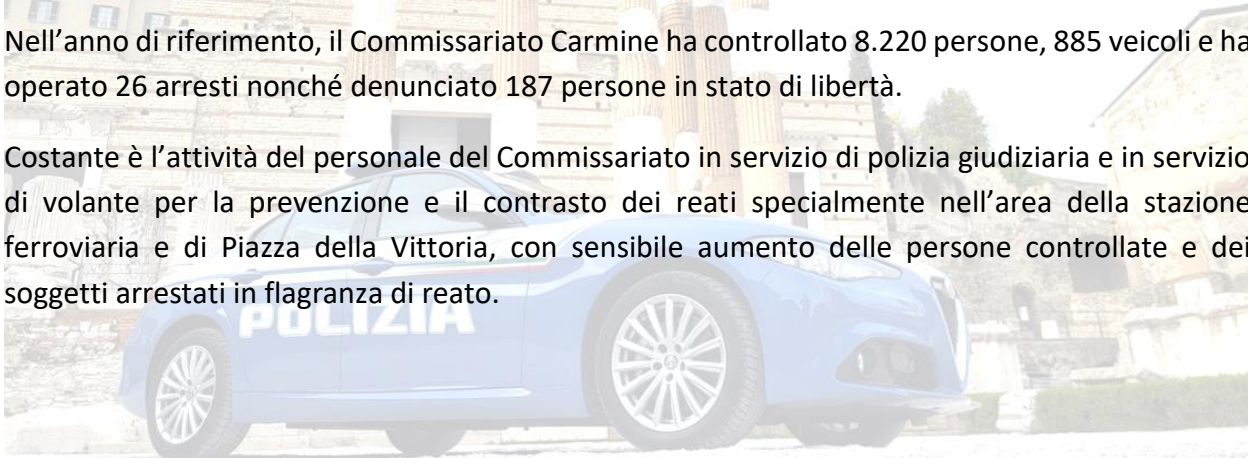 Nell’anno di riferimento, il Commissariato Carmine ha controllato 8.220 persone, 885 veicoli e ha
operato 26 arresti nonché denunciato 187 persone in stato di libertà.
Costante è l’attività del personale del Commissariato in servizio di polizia giudiziaria e in servizio
di volante per la prevenzione e il contrasto dei reati specialmente nell’area della stazione
ferroviaria e di Piazza della Vittoria, con sensibile aumento delle persone controllate e dei
soggetti arrestati in flagranza di reato.
POLIZIA